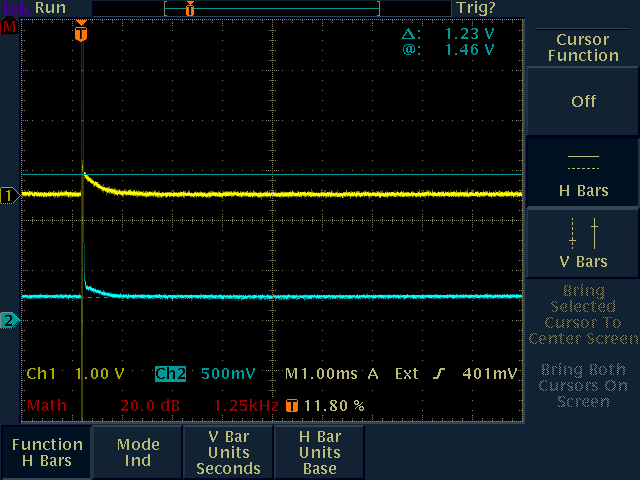 Tek Run Trig?
M
T
T
Δ: 1.23 V
@: 1.46 V
Cursor
Function
Off
H Bars
V Bars
Bring
Selected
Cursor To
Center Screen
Bring Both
Cursors On
Screen
1
2
Ch1 1.00 V Ch2 500mV M1.00ms A Ext 401mV
Math 20.0 dB 1.25kHz T 11.80 %
Function
H Bars
Mode
Ind
V Bar
Units
Seconds
H Bar
Units
Base